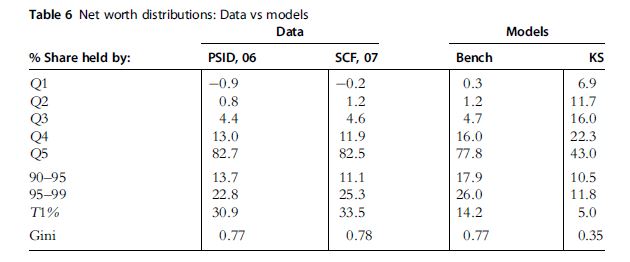 Table 6 Net worth distributions: Data vs models
Data Models
% Share held by: PSID, 06 SCF, 07 Bench KS
Q1 −0.9 −0.2 0.3 6.9
Q2 0.8 1.2 1.2 11.7
Q3 4.4 4.6 4.7 16.0
Q4 13.0 11.9 16.0 22.3
Q5 82.7 82.5 77.8 43.0
90–95 13.7 11.1 17.9 10.5
95–99 22.8 25.3 26.0 11.8
T1% 30.9 33.5 14.2 5.0
Gini 0.77 0.78 0.77 0.35